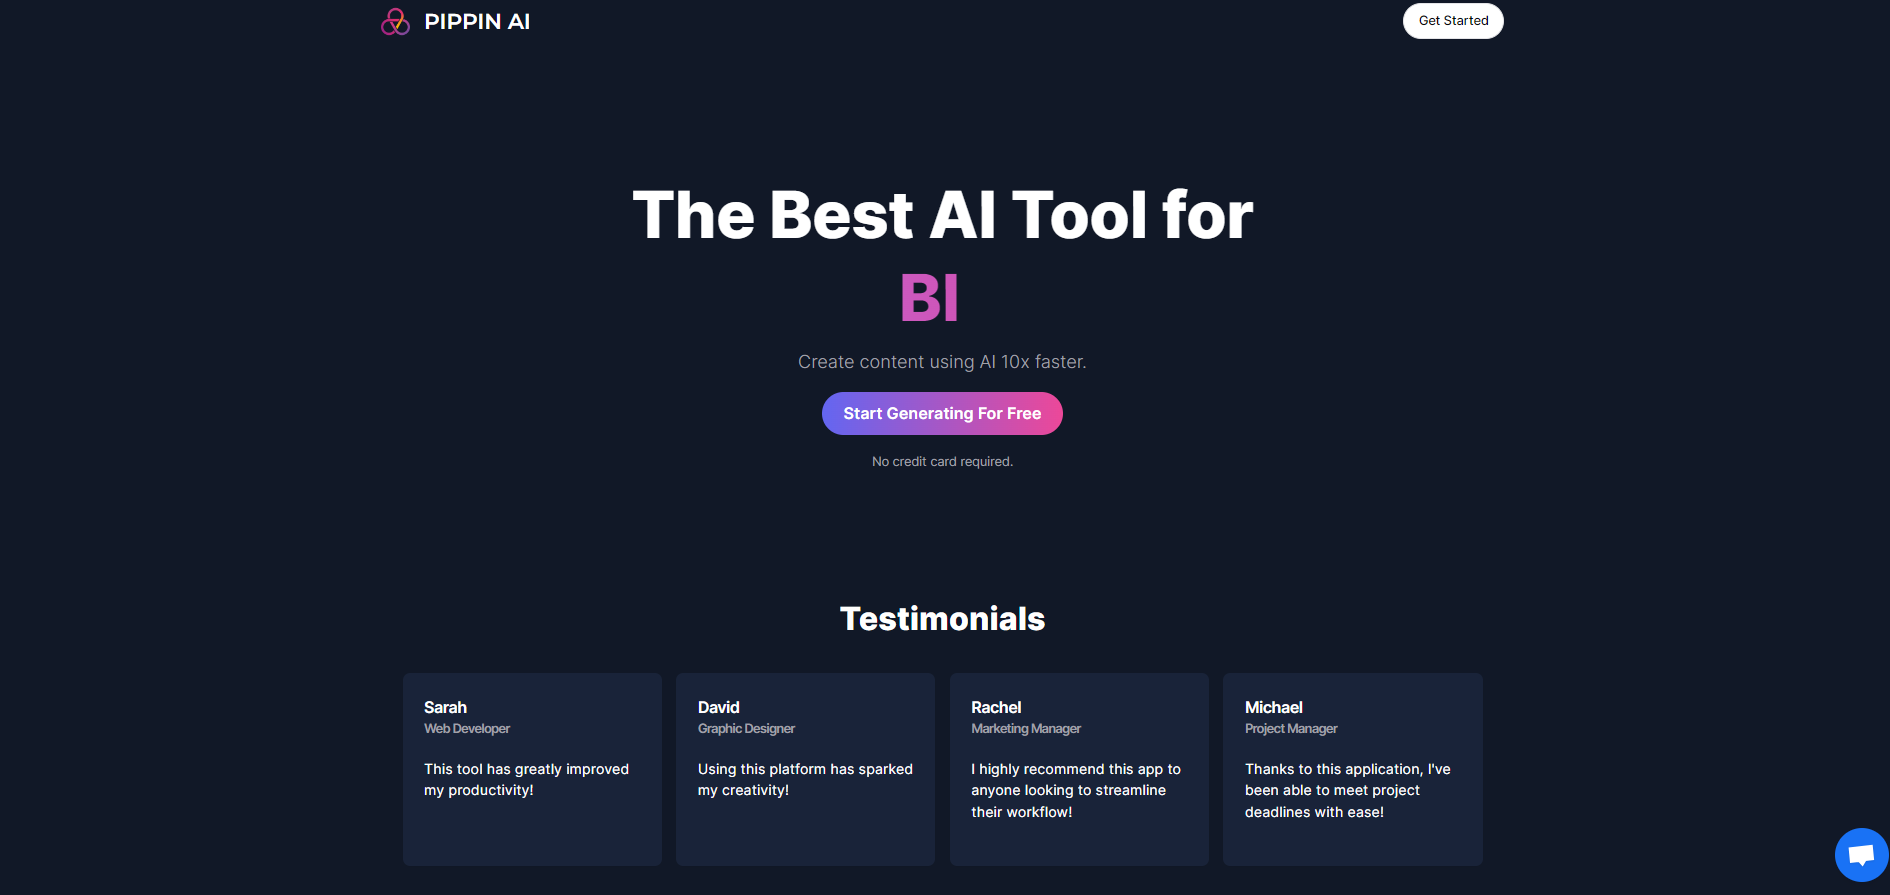 PIPPIN AI
Get Started
The Best AI Tool for
BI
Create content using AI 10x faster.
Start Generating For Free
No credit card required.
Testimonials
Sarah
Web Developer
This tool has greatly improved
my productivity!
David
Graphic Designer
Using this platform has sparked
my creativity!
Rachel
Marketing Manager
I highly recommend this app to
anyone looking to streamline
their workflow!
Michael
Project Manager
Thanks to this application, I've
been able to meet project
deadlines with ease!